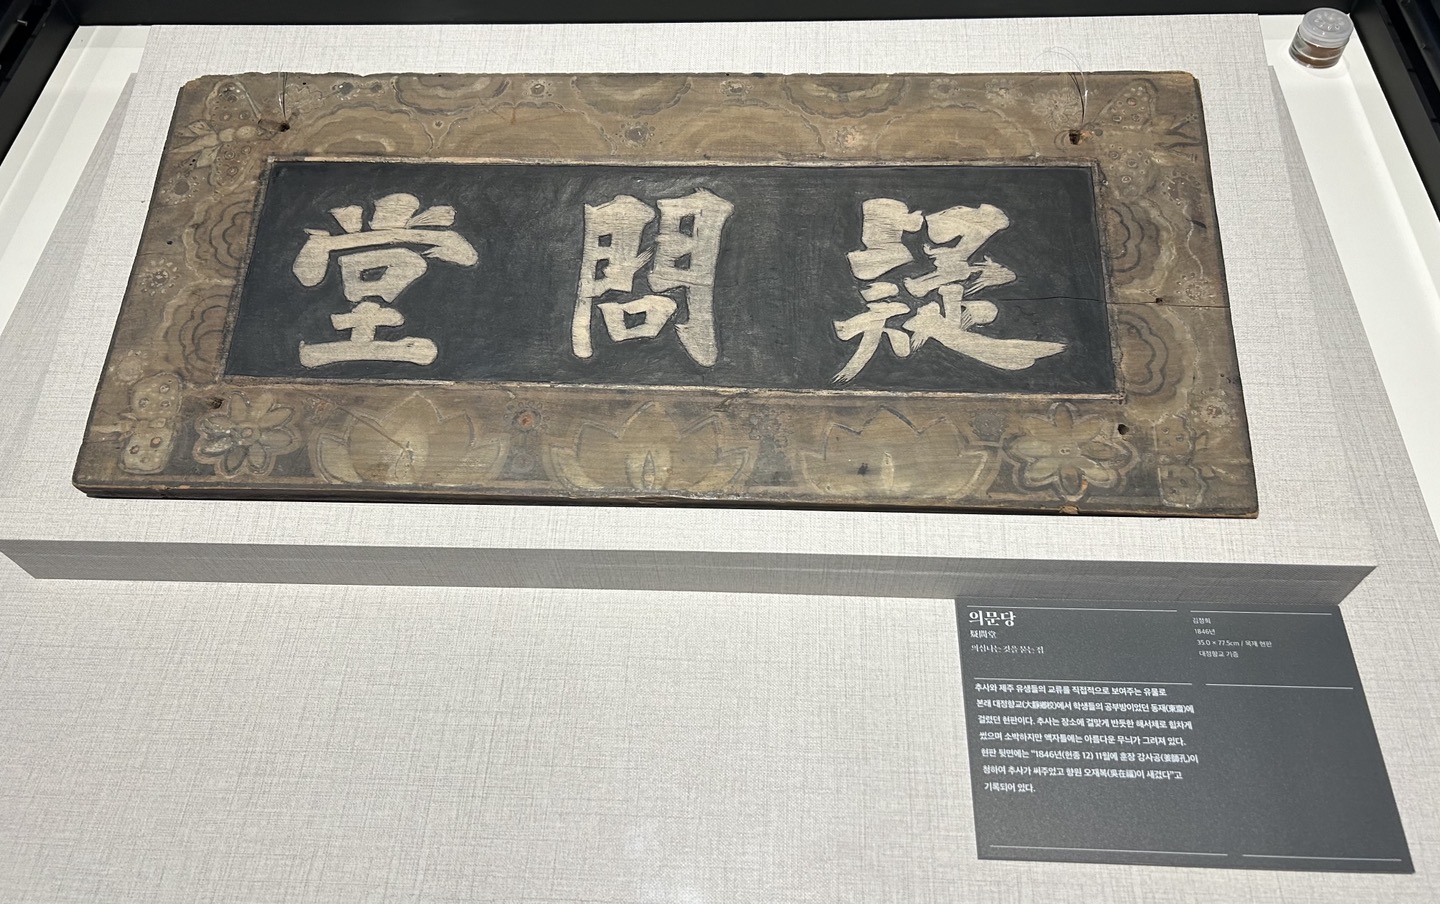 疑問堂
의문당
疑問堂
의심나는 것을 묻는 집
김정희
1846년
35.0 × 77.5cm / 목재 현판
대정향교 기증
추사와 제주 유생들의 교류를 직접적으로 보여주는 유물로
본래 대정향교(大靜鄕校)에서 학생들의 공부방이었던 동재(東齋)에
걸렸던 현판이다. 추사는 장소에 걸맞게 반듯한 해서체로 힘차게
썼으며 소박하지만 액자틀에는 아름다운 무늬가 그려져 있다.
현판 뒷면에는 "1846년(헌종 12) 11월에 훈장 강사공(姜師孔)이
청하여 추사가 써주었고 향원 오재복(吳在福)이 새겼다"고
기록되어 있다.